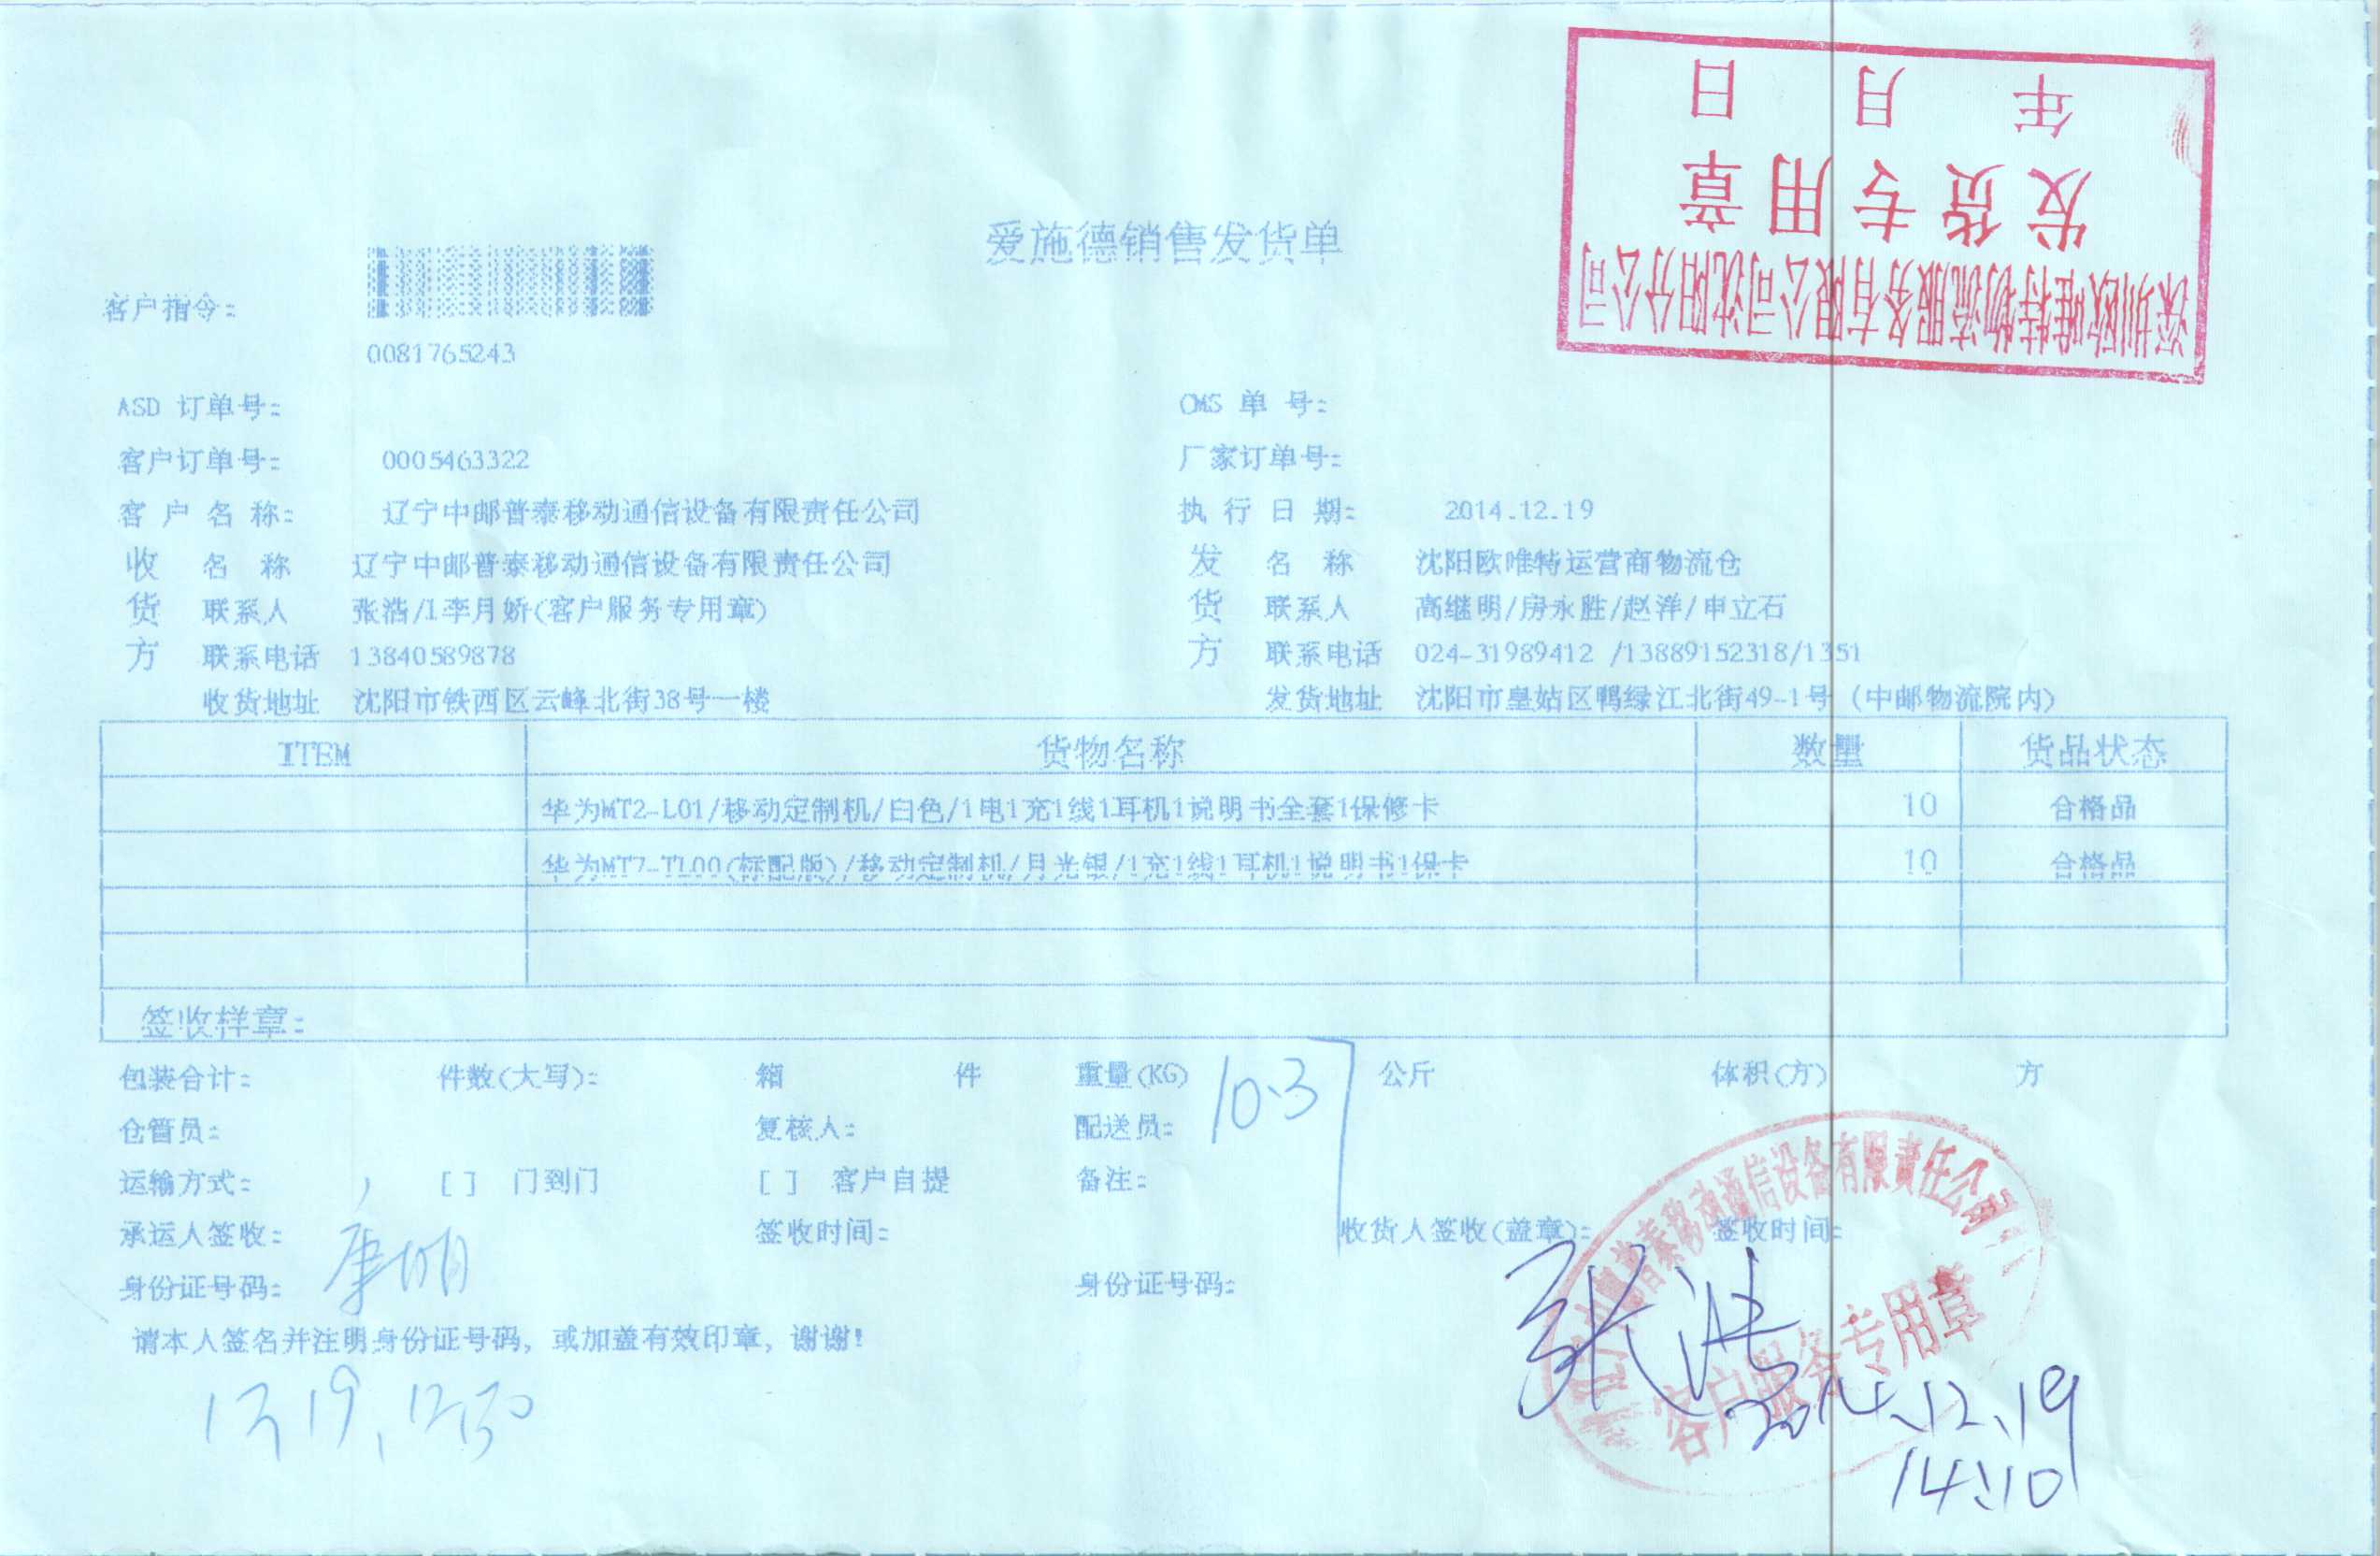 年 月 日
发货专用章
深圳欧唯特物流服务有限公司沈阳分公司
爱施德销售发货单
客户指令:
0081765243
ASD 订单号: OMS 单 号:
客户订单号: 0005463322 厂家订单号:
客 户 名 称: 辽宁中邮普泰移动通信设备有限责任公司 执 行 日 期: 2014.12.19
收 名 称 辽宁中邮普泰移动通信设备有限责任公司 发 名 称 沈阳欧唯特运营商物流仓
货 联系人 张浩/1李月娇(客户服务专用章) 货 联系人 高继明/房永胜/赵洋/申立石
方 联系电话 13840589878 方 联系电话 024-31989412 /13889152318/1351
收货地址 沈阳市铁西区云峰北街38号一楼 发货地址 沈阳市皇姑区鸭绿江北街49-1号 (中邮物流院内)
ITEM 货物名称 数量 货品状态
华为MT2-L01/移动定制机/白色/1电1充1线1耳机1说明书全套1保修卡 10 合格品
华为MT7-TL00(标配版)/移动定制机/月光银/1充1线1耳机1说明书1保卡 10 合格品
签收样章:
包装合计: 件数(大写): 箱 件 重量(KG) 10.3 公斤 体积(方) 方
仓管员: 复核人: 配送员:
运输方式: [ ] 门到门 [ ] 客户自提 备注:
承运人签收: 签收时间: 收货人签收(盖章): 签收时间:
身份证号码: 身份证号码:
请本人签名并注明身份证号码, 或加盖有效印章, 谢谢!
普泰移动通信设备有限责任公司
客户服务专用章
张浩
2014.12.19
14:10